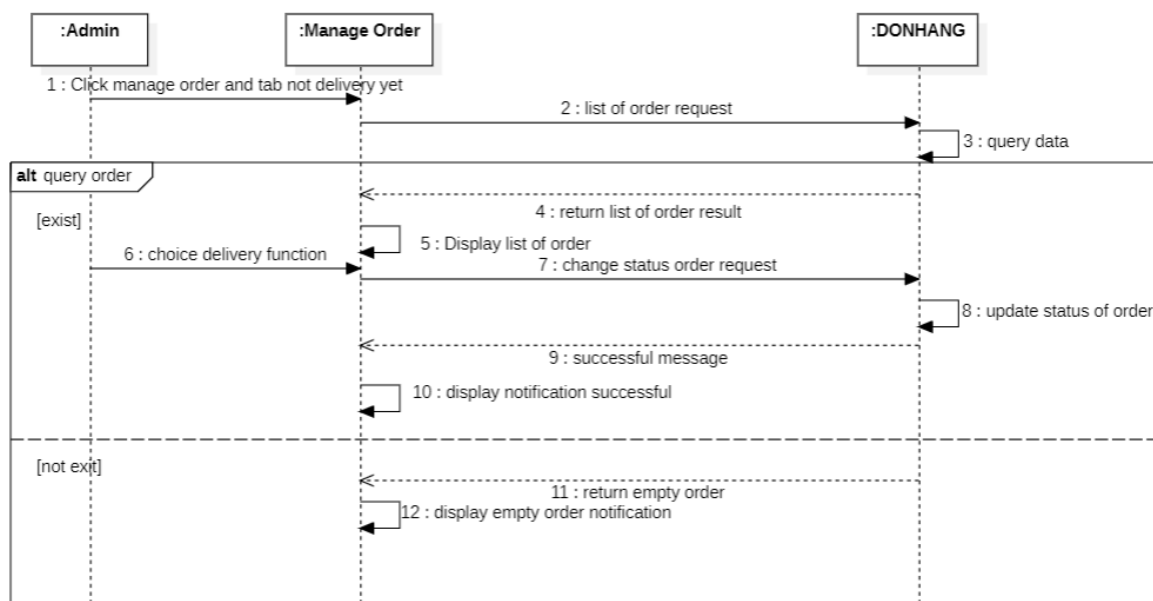 :Admin
:Manage Order
:DONHANG
1 : Click manage order and tab not delivery yet
2 : list of order request
3 : query data
alt query order
[exist]
4 : return list of order result
5 : Display list of order
6 : choice delivery function
7 : change status order request
8 : update status of order
9 : successful message
10 : display notification successful
[not exit]
11 : return empty order
12 : display empty order notification